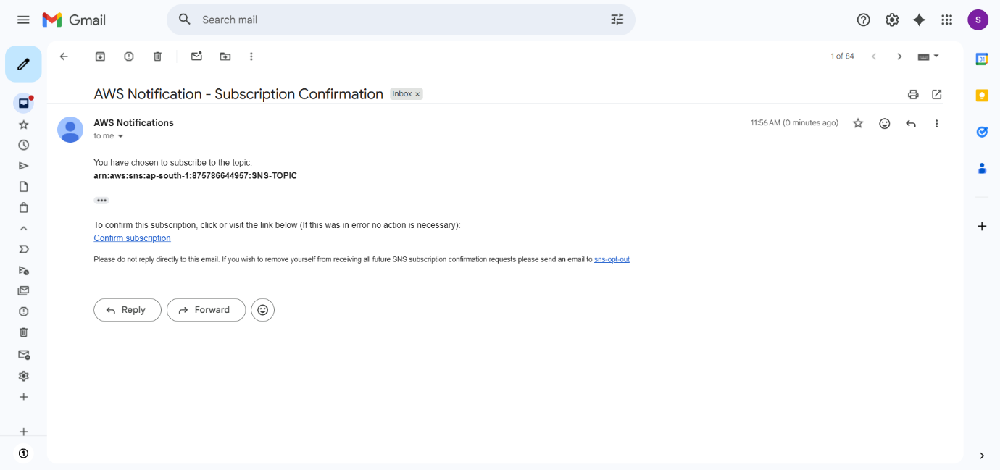 Gmail
Search mail
S
1 of 84
31
AWS Notification - Subscription Confirmation
Inbox ×
AWS Notifications
11:56 AM (0 minutes ago)
to me
You have chosen to subscribe to the topic:
arn:aws:sns:ap-south-1:875786644957:SNS-TOPIC
To confirm this subscription, click or visit the link below (If this was in error no action is necessary):
Confirm subscription
Please do not reply directly to this email. If you wish to remove yourself from receiving all future SNS subscription confirmation requests please send an email to sns-opt-out
Reply
Forward
1